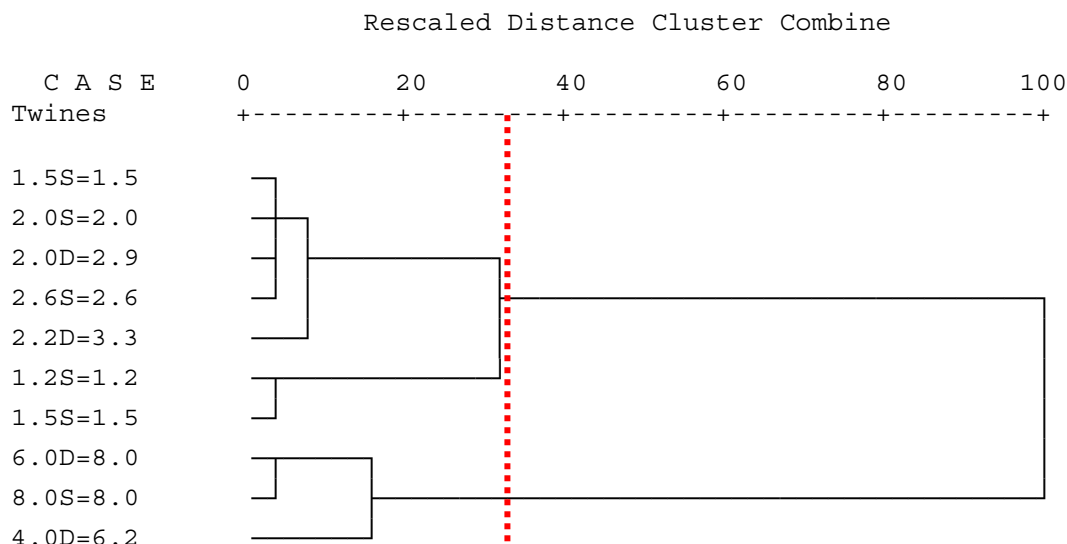 Rescaled Distance Cluster Combine
C A S E 0 20 40 60 80 100
Twines +---------+---------+---------+---------+---------+
1.5S=1.5
2.0S=2.0
2.0D=2.9
2.6S=2.6
2.2D=3.3
1.2S=1.2
1.5S=1.5
6.0D=8.0
8.0S=8.0
4.0D=6.2